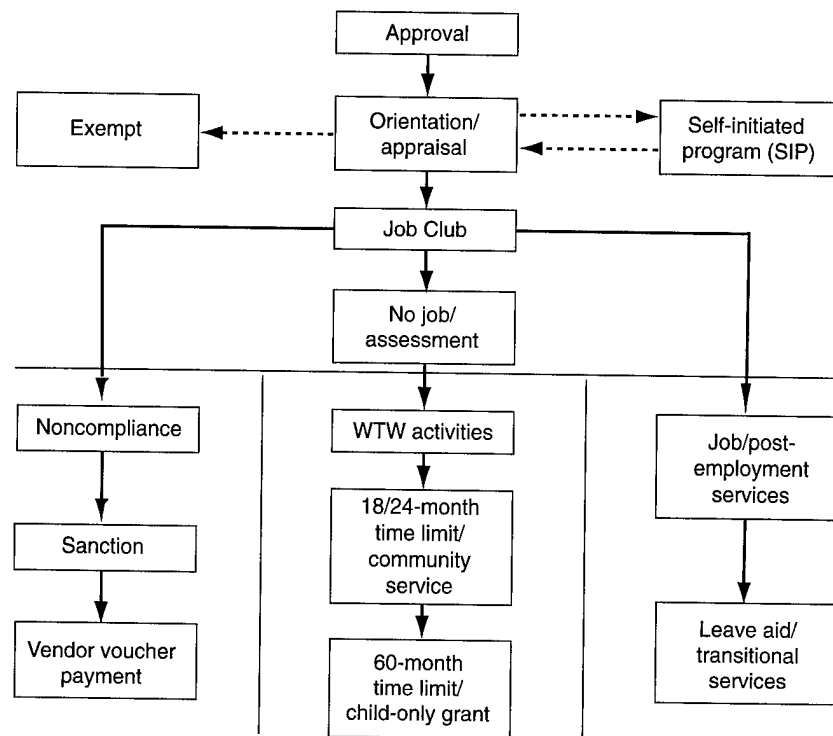 Approval
Exempt
Orientation/
appraisal
Self-initiated
program (SIP)
Job Club
No job/
assessment
Noncompliance
Sanction
Vendor voucher
payment
WTW activities
18/24-month
time limit/
community
service
60-month
time limit/
child-only grant
Job/post-
employment
services
Leave aid/
transitional
services